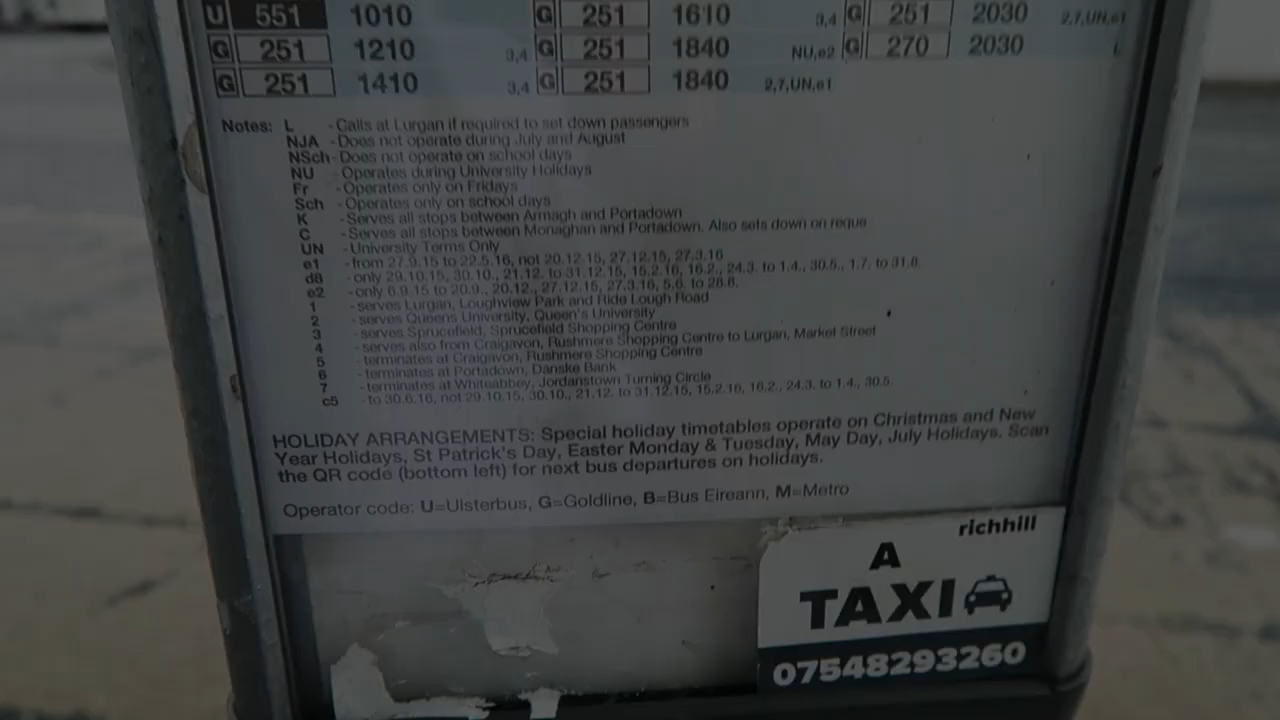 U 551 1010 G 251 1610 3,4 G 251 2030 2,7,UN,e1
G 251 1210 3,4 G 251 1840 NU,e2 G 270 2030 L
G 251 1410 3,4 G 251 1840 2,7,UN,e1
Notes: L - Calls at Lurgan if required to set down passengers
NJA - Does not operate during July and August
NSch - Does not operate on school days
NU - Operates during University Holidays
Fr - Operates only on Fridays
Sch - Operates only on school days
K - Serves all stops between Armagh and Portadown
C - Serves all stops between Monaghan and Portadown. Also sets down on reque
UN - University Terms Only
e1 - from 27.9.15 to 22.5.16, not 20.12.15, 27.12.15, 27.3.16
d8 - only 29.10.15, 30.10., 21.12. to 31.12.15, 15.2.16, 16.2., 24.3. to 1.4., 30.5., 1.7. to 31.8.
e2 - only 6.9.15 to 20.9., 20.12., 27.12.15, 27.3.16, 5.6. to 28.8.
1 - serves Lurgan, Loughview Park and Ride Lough Road
2 - serves Queens University, Queen's University
3 - serves Sprucefield, Sprucefield Shopping Centre
4 - serves also from Craigavon, Rushmere Shopping Centre to Lurgan, Market Street
5 - terminates at Craigavon, Rushmere Shopping Centre
6 - terminates at Portadown, Danske Bank
7 - terminates at Whiteabbey, Jordanstown Turning Circle
c5 - to 30.6.16, not 29.10.15, 30.10., 21.12. to 31.12.15, 15.2.16, 16.2., 24.3. to 1.4., 30.5.
HOLIDAY ARRANGEMENTS: Special holiday timetables operate on Christmas and New
Year Holidays, St Patrick's Day, Easter Monday & Tuesday, May Day, July Holidays. Scan
the QR code (bottom left) for next bus departures on holidays.
Operator code: U=Ulsterbus, G=Goldline, B=Bus Eireann, M=Metro
richhill
A
TAXI
07548293260